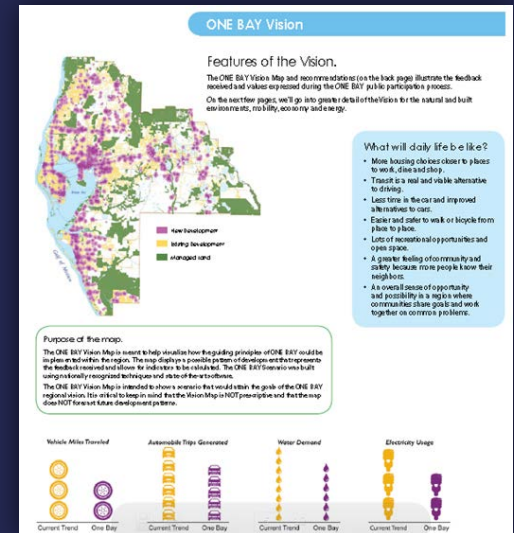 ONE BAY Vision
Features of the Vision.
The ONE BAY Vision Map and recommendations (on the back page) illustrate the feedback
received and values expressed during the ONE BAY public participation process.
On the next few pages, we'll go into greater detail of the Vision for the natural and built
environments, mobility, economy and energy.
What will daily life be like?
• More housing choices closer to places
to work, dine and shop.
• Transit is a real and viable alternative
to driving.
• Less time in the car and improved
alternatives to cars.
• Easier and safer to walk or bicycle from
place to place.
• Lots of recreational opportunities and
open space.
• A greater feeling of community and
safety because more people know their
neighbors.
• An overall sense of opportunity
and possibility in a region where
communities share goals and work
together on common problems.
New Development
Existing Development
Managed Land
Gulf of Mexico
Purpose of the map.
The ONE BAY Vision Map is meant to help visualize how the guiding principles of ONE BAY could be
implemented within the region. The map displays a possible pattern of development that represents
the feedback received and allows for indicators to be calculated. The ONE BAY Scenario was built
using nationally recognized techniques and state-of-the-art software.
The ONE BAY Vision Map is intended to show a scenario that would attain the goals of the ONE BAY
regional vision. It is critical to keep in mind that the Vision Map is NOT prescriptive and that the map
does NOT forecast future development patterns.
Vehicle Miles Traveled
Automobile Trips Generated
Water Demand
Electricity Usage
Current Trend One Bay
Current Trend One Bay
Current Trend One Bay
Current Trend One Bay